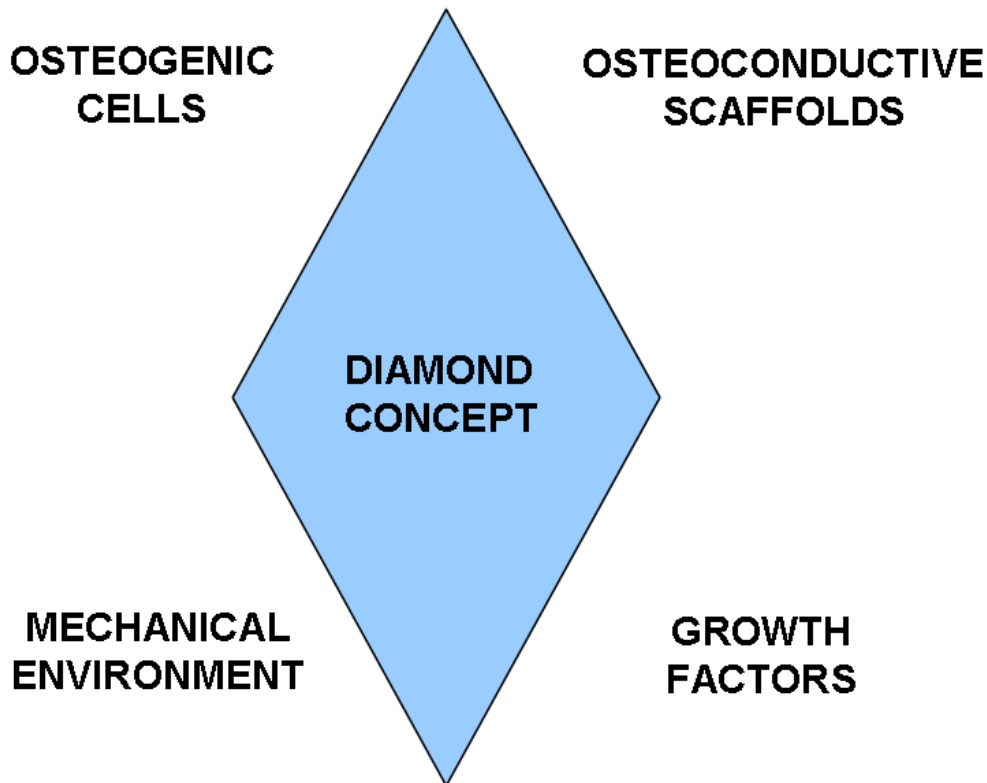 OSTEOGENIC
CELLS
OSTEOCONDUCTIVE
SCAFFOLDS
DIAMOND
CONCEPT
MECHANICAL
ENVIRONMENT
GROWTH
FACTORS